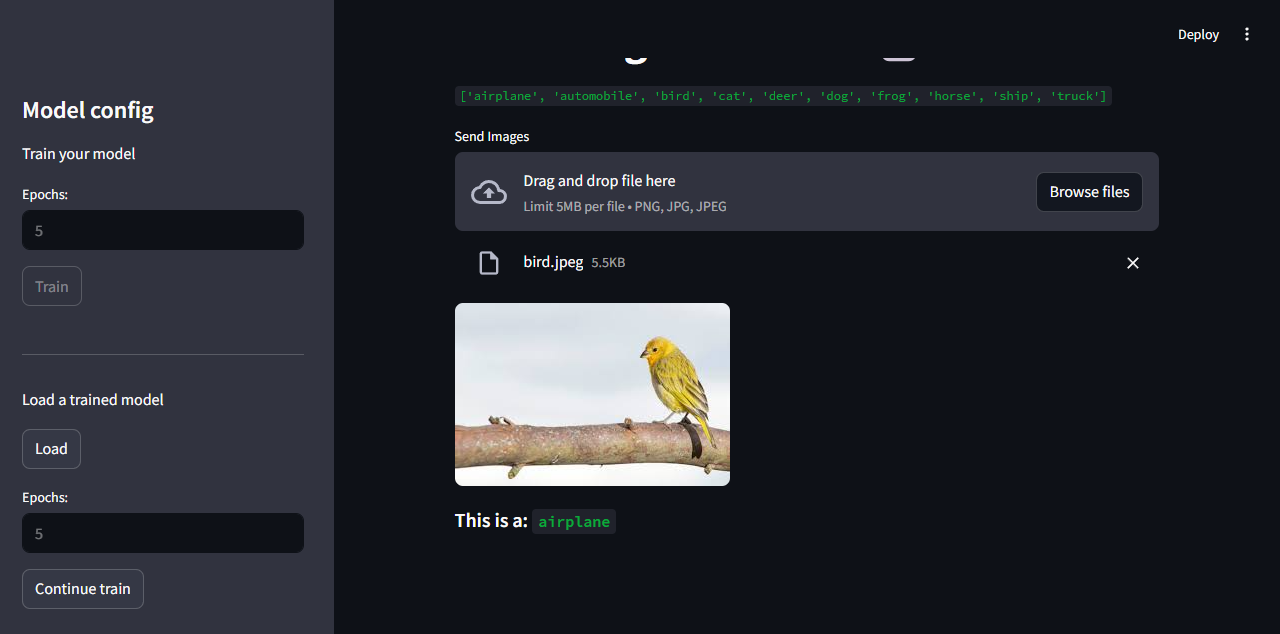 Deploy
Model config
Train your model
Epochs:
5
Train
Load a trained model
Load
Epochs:
5
Continue train
['airplane', 'automobile', 'bird', 'cat', 'deer', 'dog', 'frog', 'horse', 'ship', 'truck']
Send Images
Drag and drop file here
Limit 5MB per file • PNG, JPG, JPEG
Browse files
bird.jpeg 5.5KB
This is a: airplane